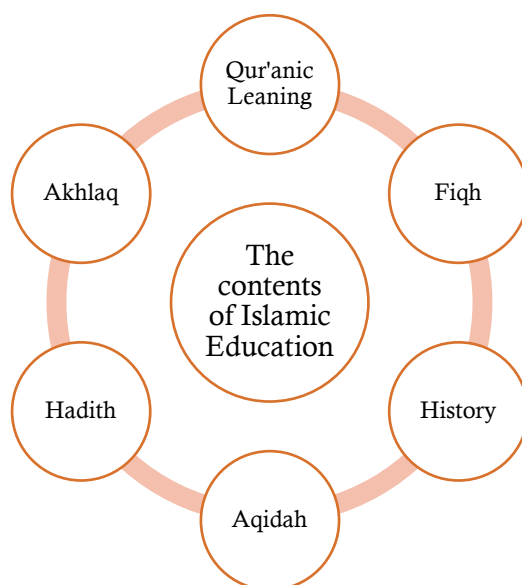 Qur'anic
Leaning
Akhlaq
Fiqh
The
contents
of Islamic
Education
Hadith
History
Aqidah